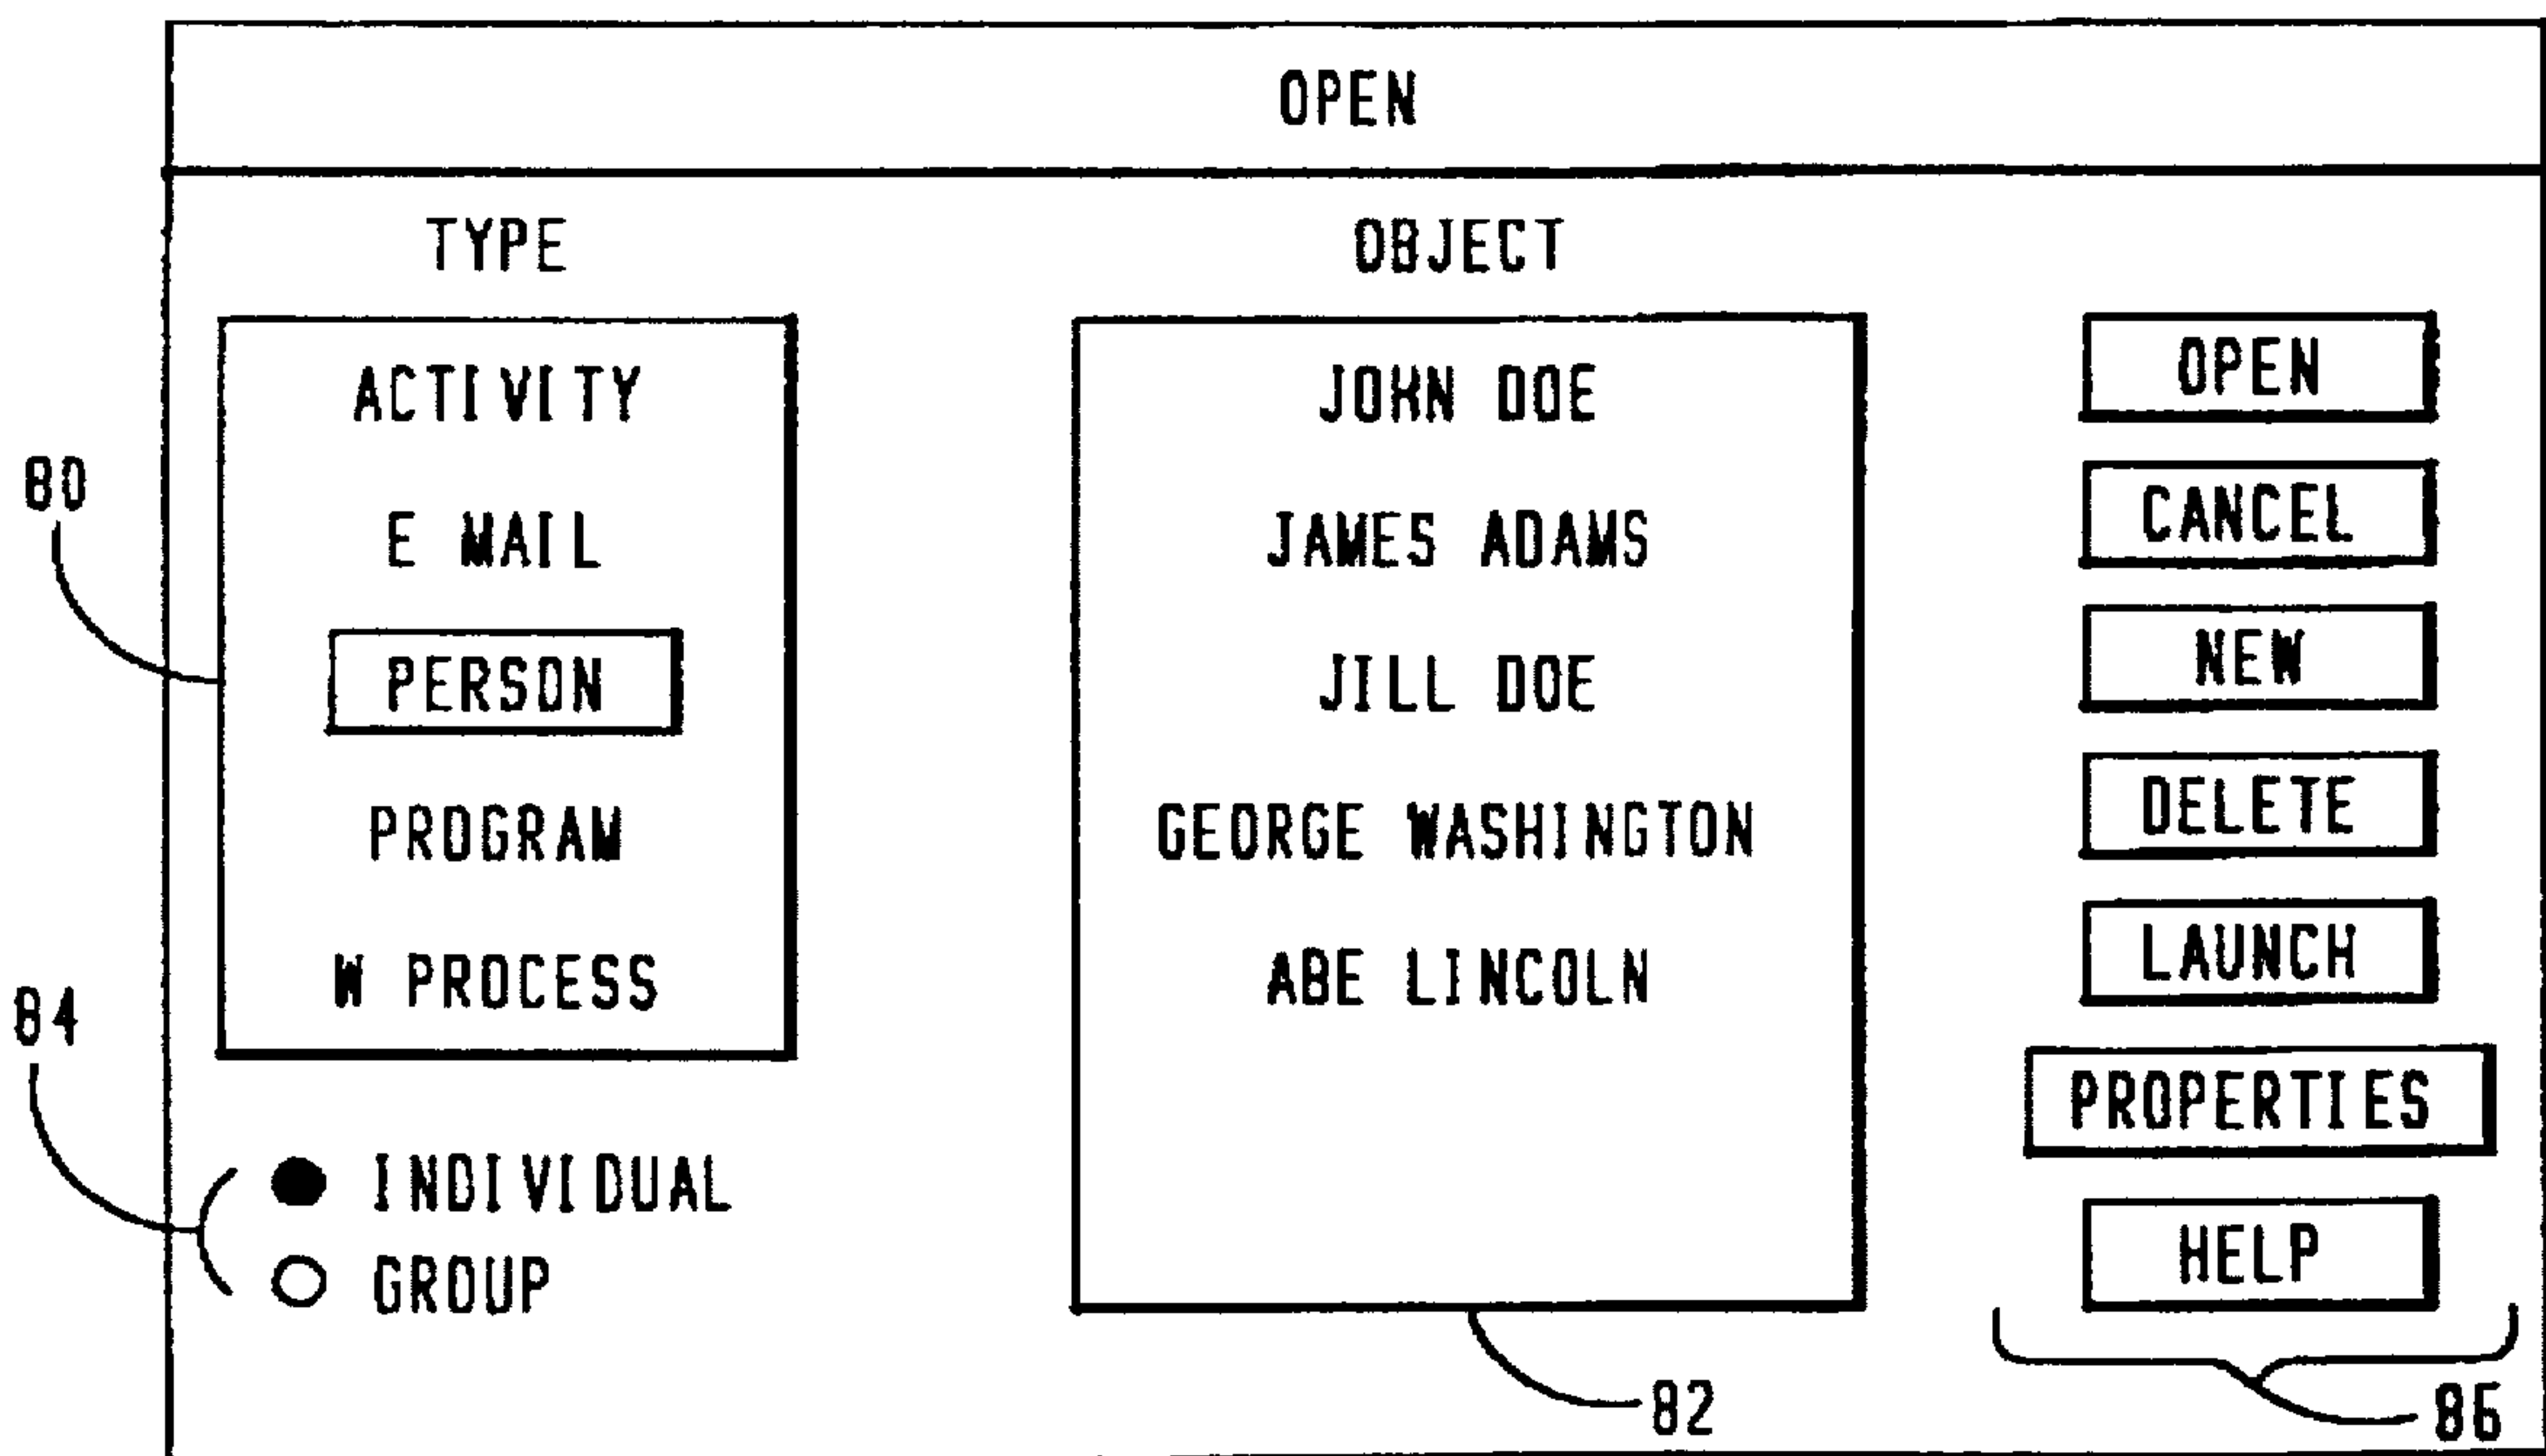 OPEN
TYPE
OBJECT
ACTIVITY
E MAIL
PERSON
PROGRAM
W PROCESS
INDIVIDUAL
GROUP
JOHN DOE
JAMES ADAMS
JILL DOE
GEORGE WASHINGTON
ABE LINCOLN
OPEN
CANCEL
NEW
DELETE
LAUNCH
PROPERTIES
HELP
80
84
82
86